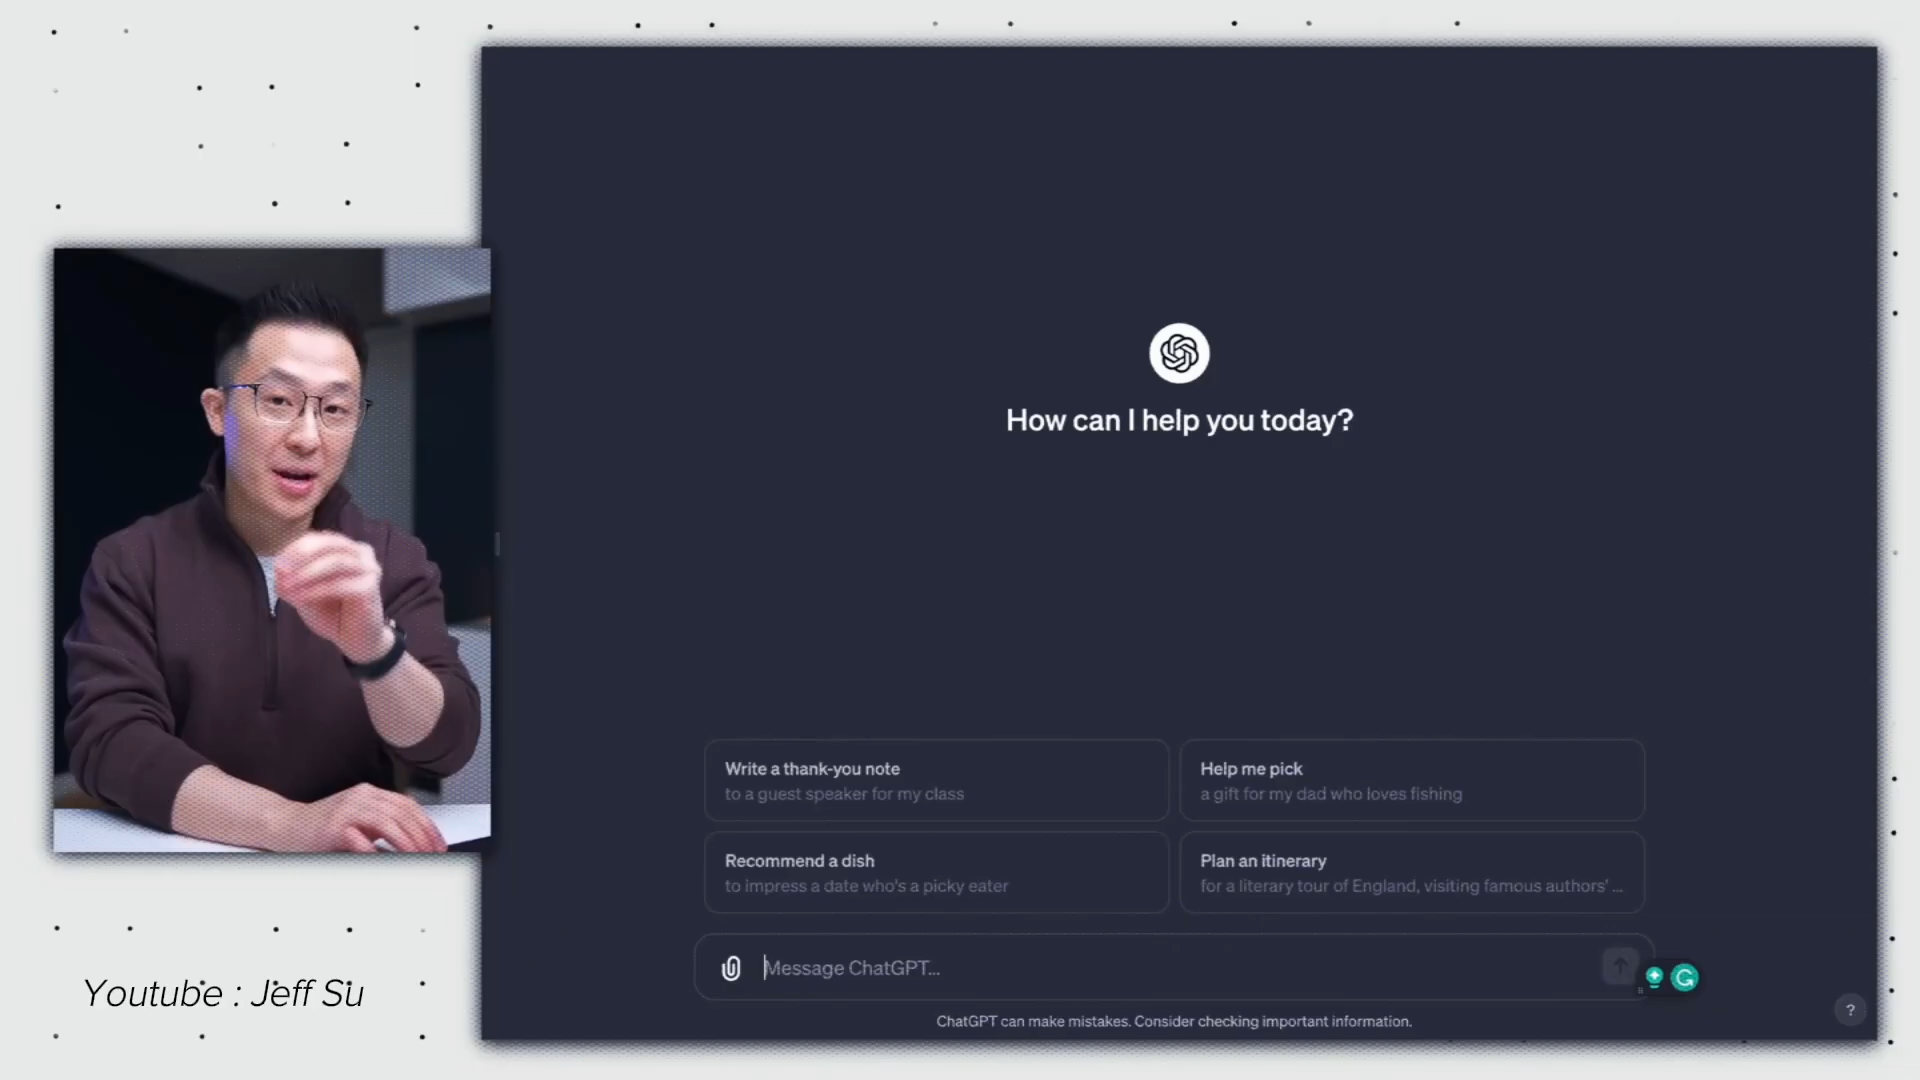 How can I help you today?
Write a thank-you note
to a guest speaker for my class
Help me pick
a gift for my dad who loves fishing
Recommend a dish
to impress a date who's a picky eater
Plan an itinerary
for a literary tour of England, visiting famous authors' ...
Message ChatGPT...
ChatGPT can make mistakes. Consider checking important information.
?
Youtube : Jeff Su